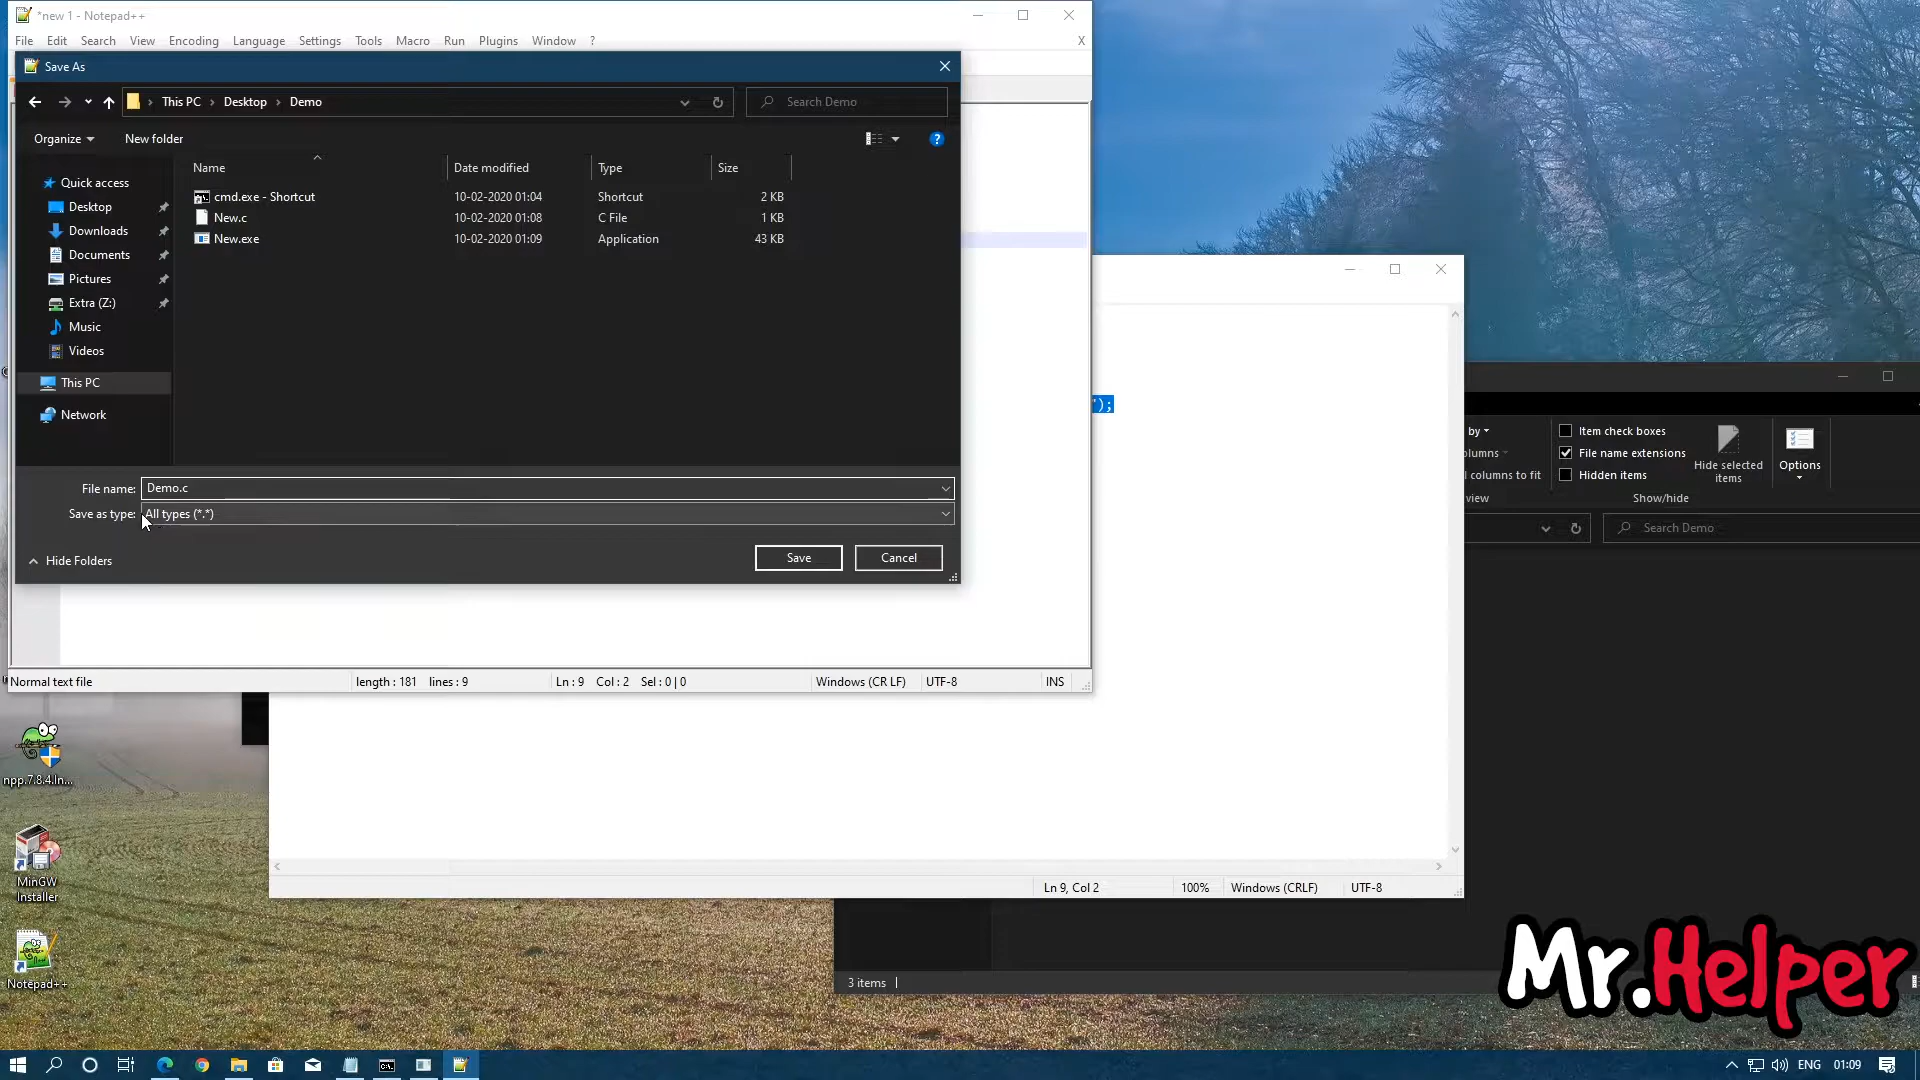 *new 1 - Notepad++
File Edit Search View Encoding Language Settings Tools Macro Run Plugins Window ?
X
Save As
This PC > Desktop > Demo
Search Demo
Organize
New folder
Name
Date modified
Type
Size
Quick access
Desktop
Downloads
Documents
Pictures
Extra (Z:)
Music
Videos
This PC
Network
cmd.exe - Shortcut 10-02-2020 01:04 Shortcut 2 KB
New.c 10-02-2020 01:08 C File 1 KB
New.exe 10-02-2020 01:09 Application 43 KB
File name: Demo.c
Save as type: All types (*.*)
Hide Folders
Save
Cancel
Normal text file
length : 181 lines : 9
Ln : 9 Col : 2 Sel : 0 | 0
Windows (CR LF)
UTF-8
INS
");
by
Item check boxes
File name extensions
Hidden items
columns to fit
Hide selected
items
Options
view
Show/hide
Search Demo
Ln 9, Col 2
100%
Windows (CRLF)
UTF-8
3 items
npp.7.8.4.In...
MinGW
Installer
Notepad++
Mr.Helper
ENG
01:09